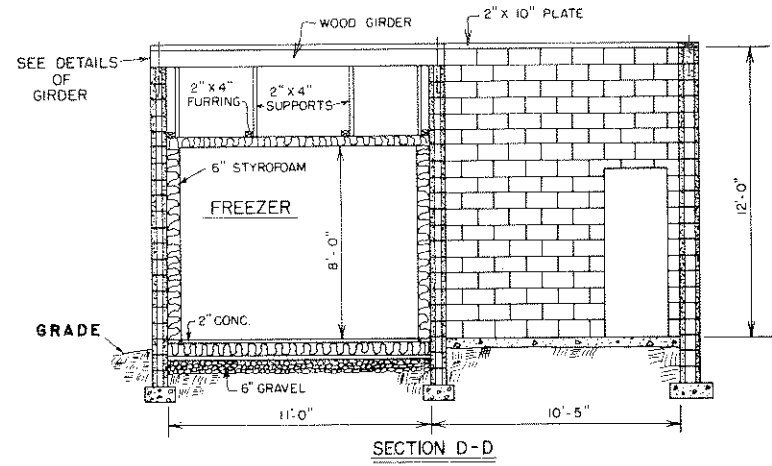 WOOD GIRDER
2" X 10" PLATE
SEE DETAILS
OF
GIRDER
2" X 4"
FURRING
2" X 4"
SUPPORTS
6" STYROFOAM
FREEZER
8'-0"
12'-0"
2" CONC.
GRADE
6" GRAVEL
11'-0"
10'-5"
SECTION D-D